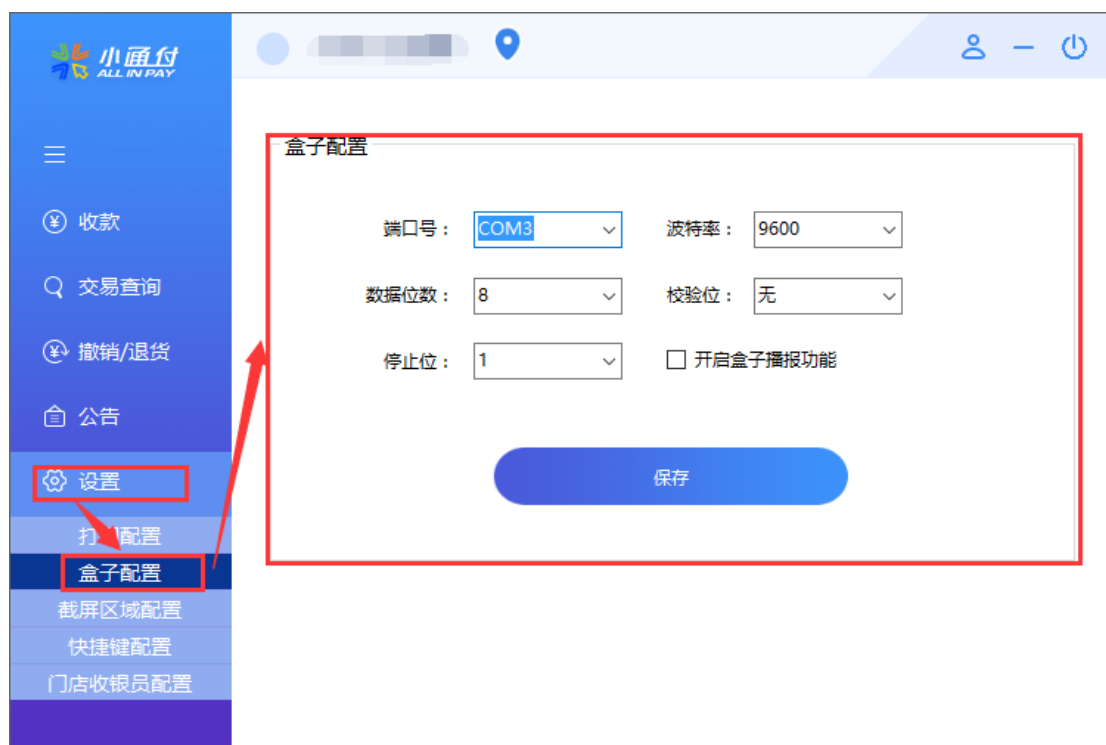 小通付
ALL IN PAY
收款
交易查询
撤销/退货
公告
设置
配置
盒子配置
截屏区域配置
快捷键配置
门店收银员配置
盒子配置
端口号： COM3 波特率： 9600
数据位数： 8 校验位： 无
停止位： 1 开启盒子播报功能
保存